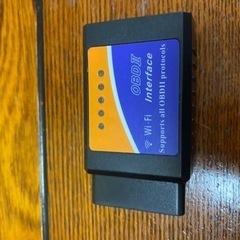 OBDII
Interface
Wi-Fi
Supports all OBDII protocols